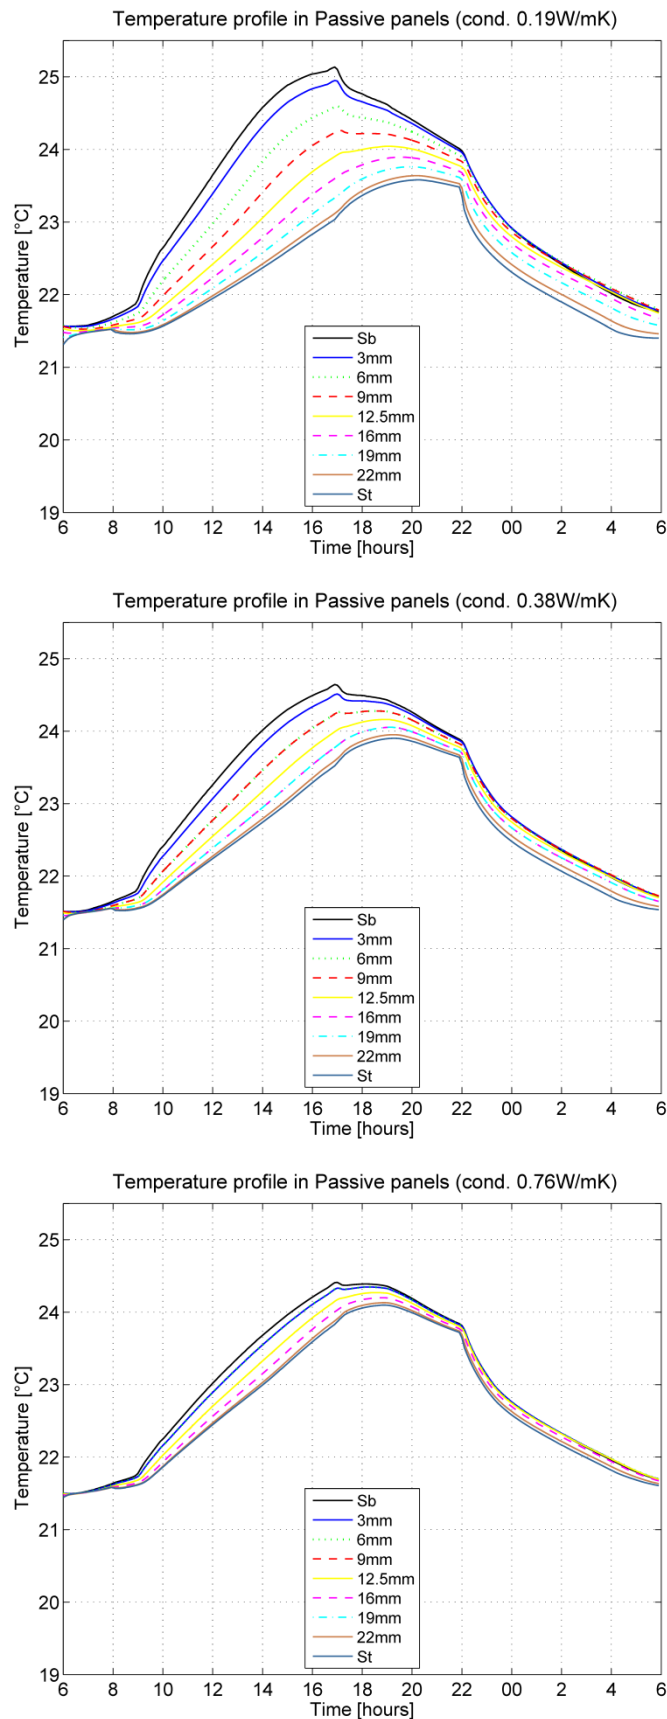 Temperature profile in Passive panels (cond. 0.19W/mK)
25
24
23
22
21
20
19
Temperature [°C]
Sb
3mm
6mm
9mm
12.5mm
16mm
19mm
22mm
St
6 8 10 12 14 16 18 20 22 00 2 4 6
Time [hours]
Temperature profile in Passive panels (cond. 0.38W/mK)
25
24
23
22
21
20
19
Temperature [°C]
Sb
3mm
6mm
9mm
12.5mm
16mm
19mm
22mm
St
6 8 10 12 14 16 18 20 22 00 2 4 6
Time [hours]
Temperature profile in Passive panels (cond. 0.76W/mK)
25
24
23
22
21
20
19
Temperature [°C]
Sb
3mm
6mm
9mm
12.5mm
16mm
19mm
22mm
St
6 8 10 12 14 16 18 20 22 00 2 4 6
Time [hours]